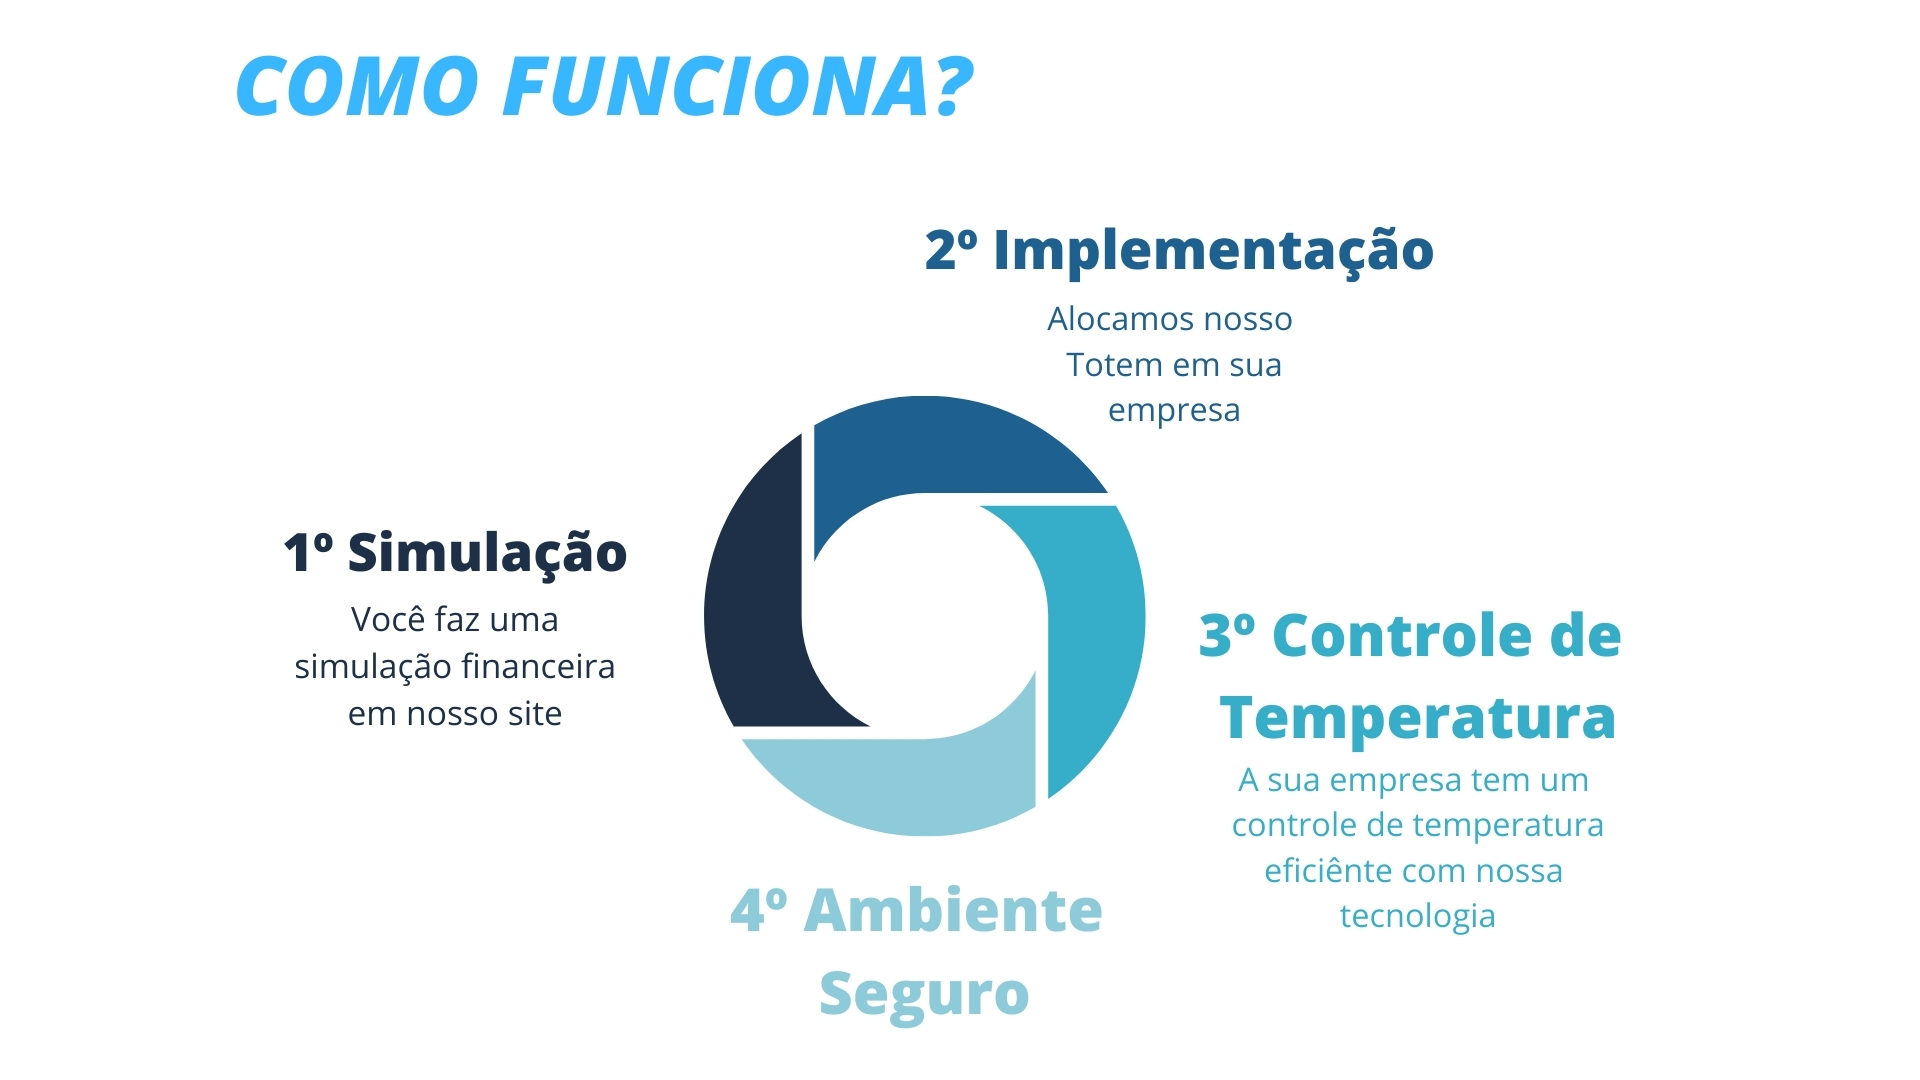 COMO FUNCIONA?
1º Simulação
Você faz uma
simulação financeira
em nosso site
2º Implementação
Alocamos nosso
Totem em sua
empresa
3º Controle de
Temperatura
A sua empresa tem um
controle de temperatura
eficiênte com nossa
tecnologia
4º Ambiente
Seguro